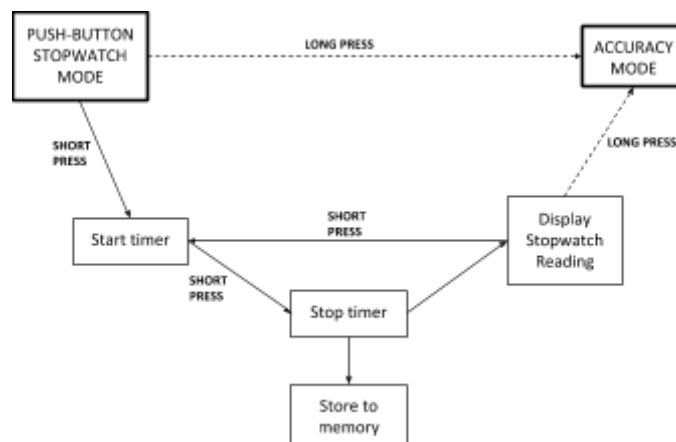 PUSH-BUTTON
STOPWATCH
MODE
LONG PRESS
ACCURACY
MODE
SHORT
PRESS
LONG PRESS
Start timer
SHORT
PRESS
Display
Stopwatch
Reading
SHORT
PRESS
Stop timer
Store to
memory